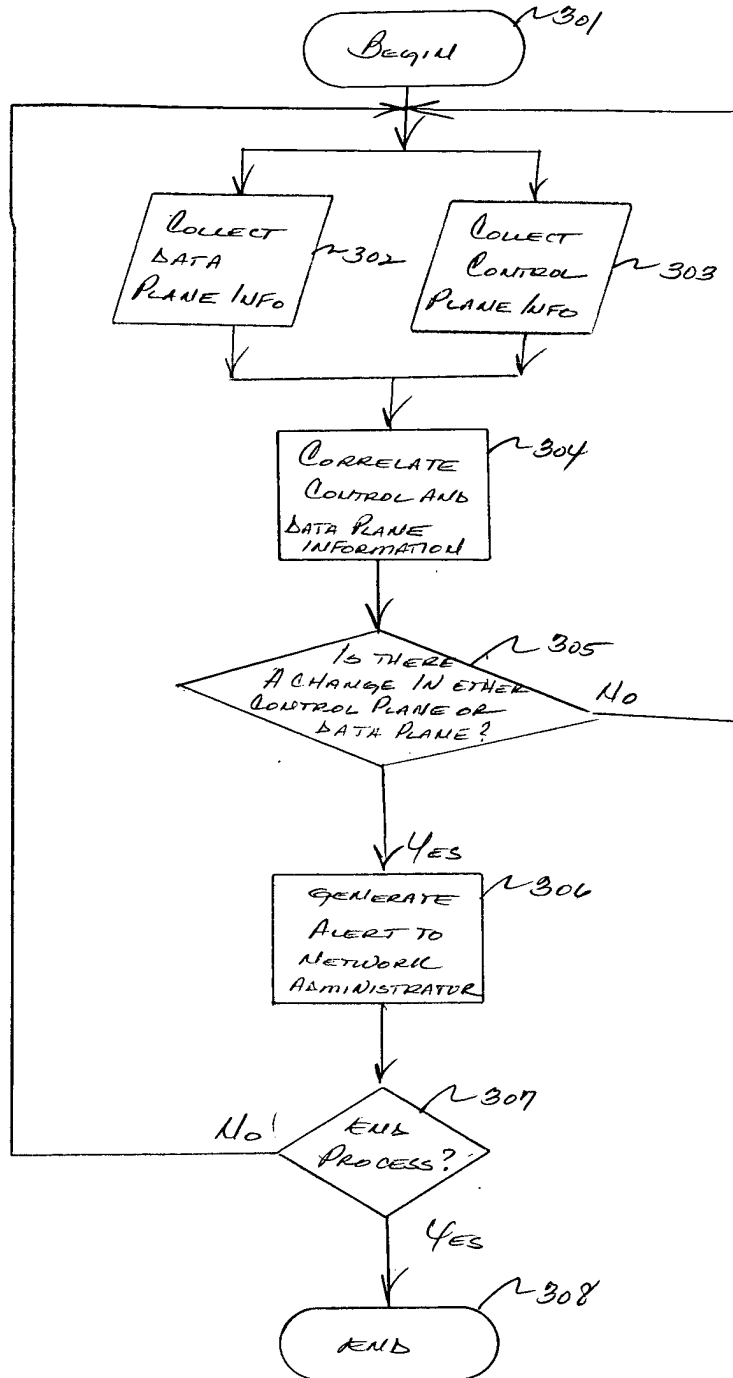 301
BEGIN
COLLECT
DATA
PLANE INFO
302
COLLECT
CONTROL
PLANE INFO
303
CORRELATE
CONTROL AND
DATA PLANE
INFORMATION
304
IS THERE
A CHANGE IN ETHER
CONTROL PLANE OR
DATA PLANE?
305
NO
YES
GENERATE
ALERT TO
NETWORK
ADMINISTRATOR
306
END
PROCESS?
307
NO
YES
END
308